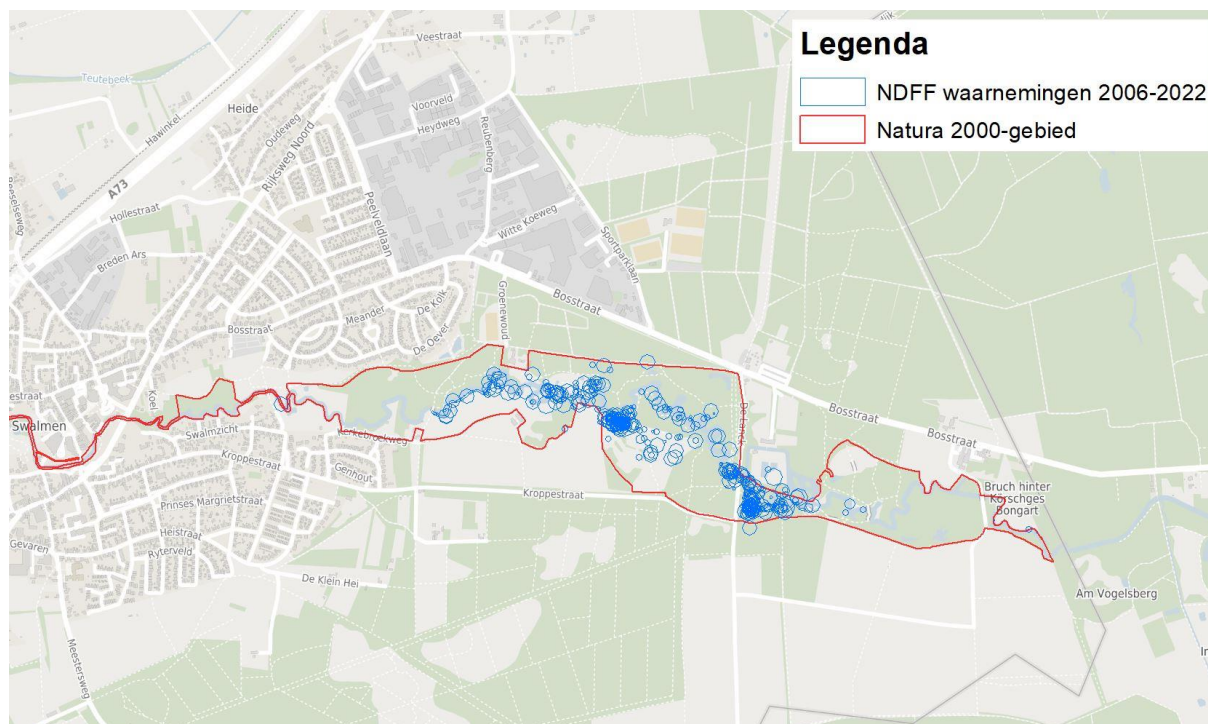 Legenda
NDFF waarnemingen 2006-2022
Natura 2000-gebied
Teutebeek
Veestraat
Heide
Oudeweg
Voorveld
Heydweg
Reubenberg
Hawinkel
A73
Rijksweg Noord
Hollestraat
Peelveldlaan
Witte Koeweg
Sportparklaan
Breden Ars
Bosstraat
Meander
De Kolk
De Oever
Groenewoud
Bosstraat
Bosstraat
Bosstraat
Koel
Swalmen
Swalmzicht
Kroppestraat
Kerkebroekweg
Genhout
Kroppestraat
Prinses Margrietstraat
Heistraat
Ryterveld
Gevaren
De Klein Hei
Meestersweg
Bruch hinter
Körschges
Bongart
Am Vogelsberg